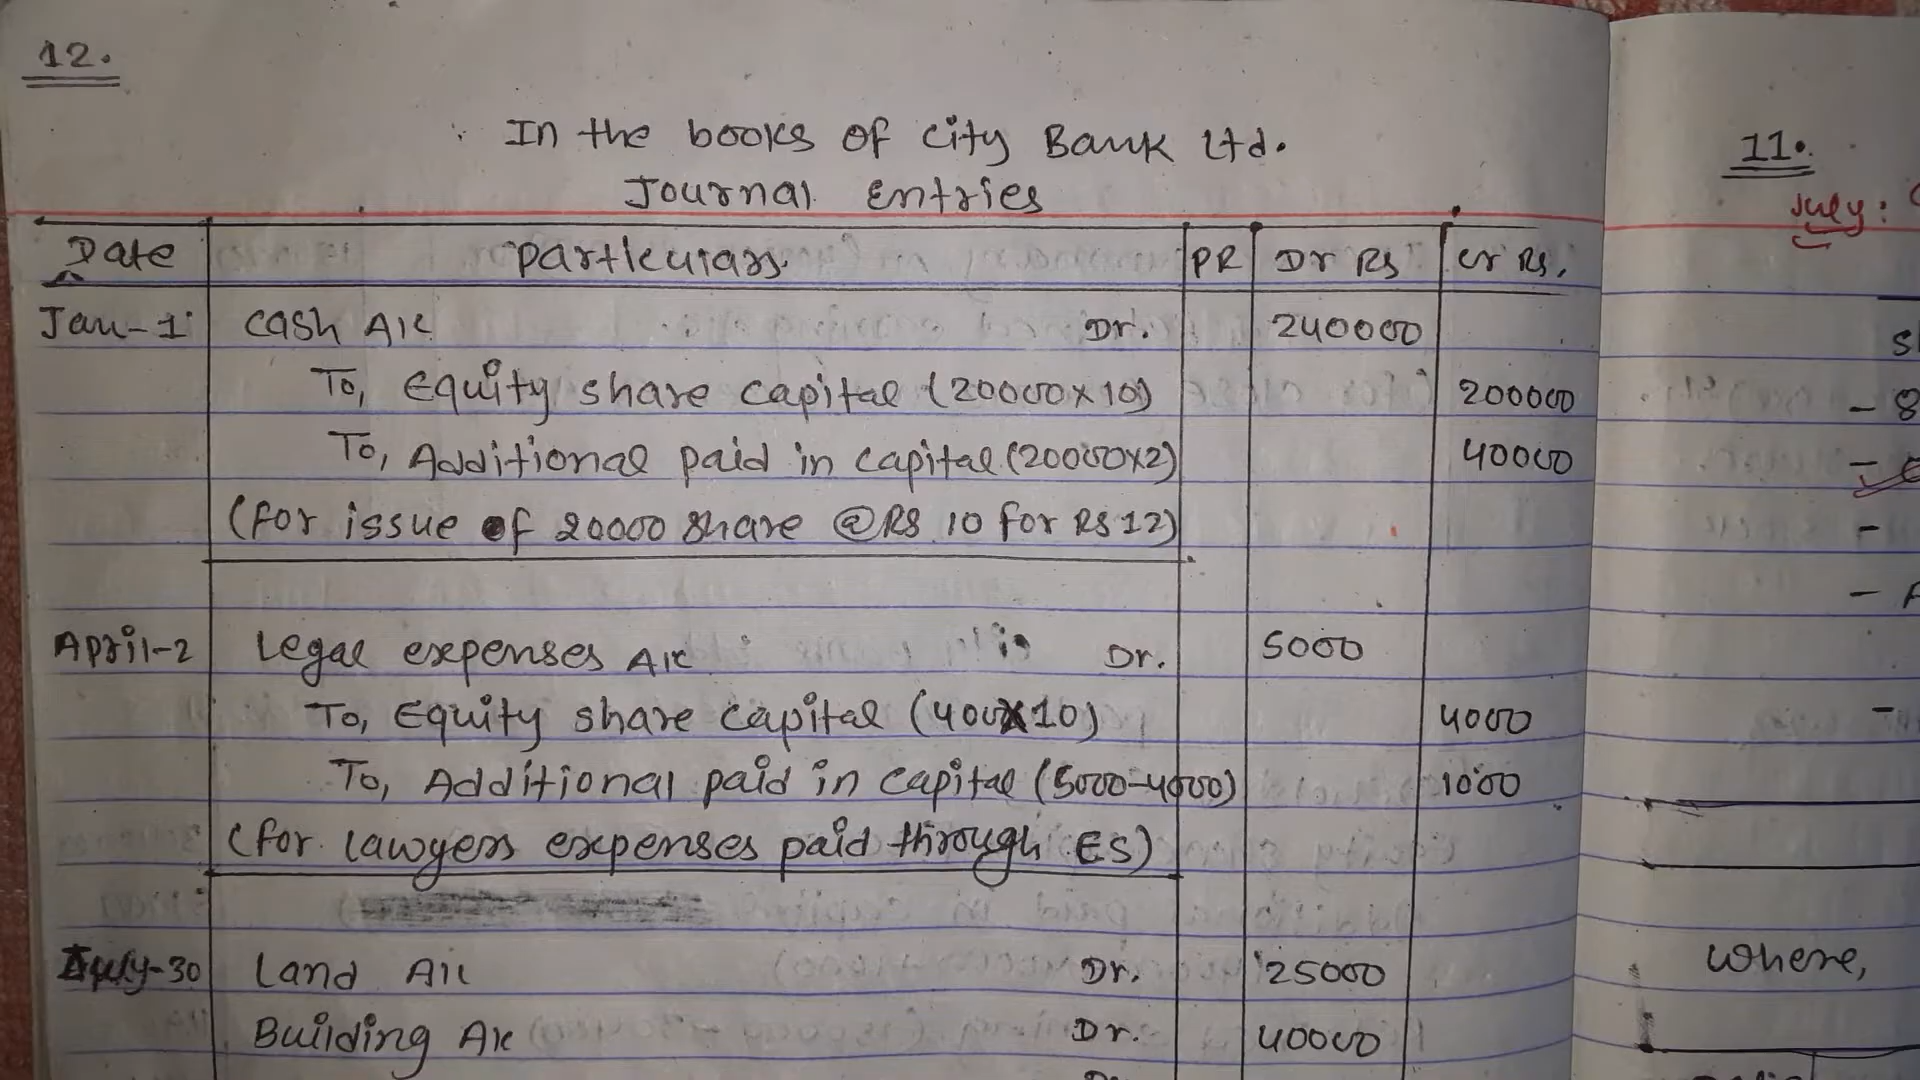 12.
In the books of City Bank Ltd.
Journal Entries
Date Particulars PR Dr Rs Cr Rs.
Jan-1 Cash A/c Dr. 240000
To, Equity share capital (20000x10) 200000
To, Additional paid in capital (20000x2) 40000
(For issue of 20000 share @RS 10 for RS 12)
April-2 Legal expenses A/c Dr. 5000
To, Equity share capital (400x10) 4000
To, Additional paid in capital (5000-4000) 1000
(for lawyers expenses paid through ES)
July-30 Land A/c Dr. 25000
Building A/c Dr. 40000
11.
July:
where,